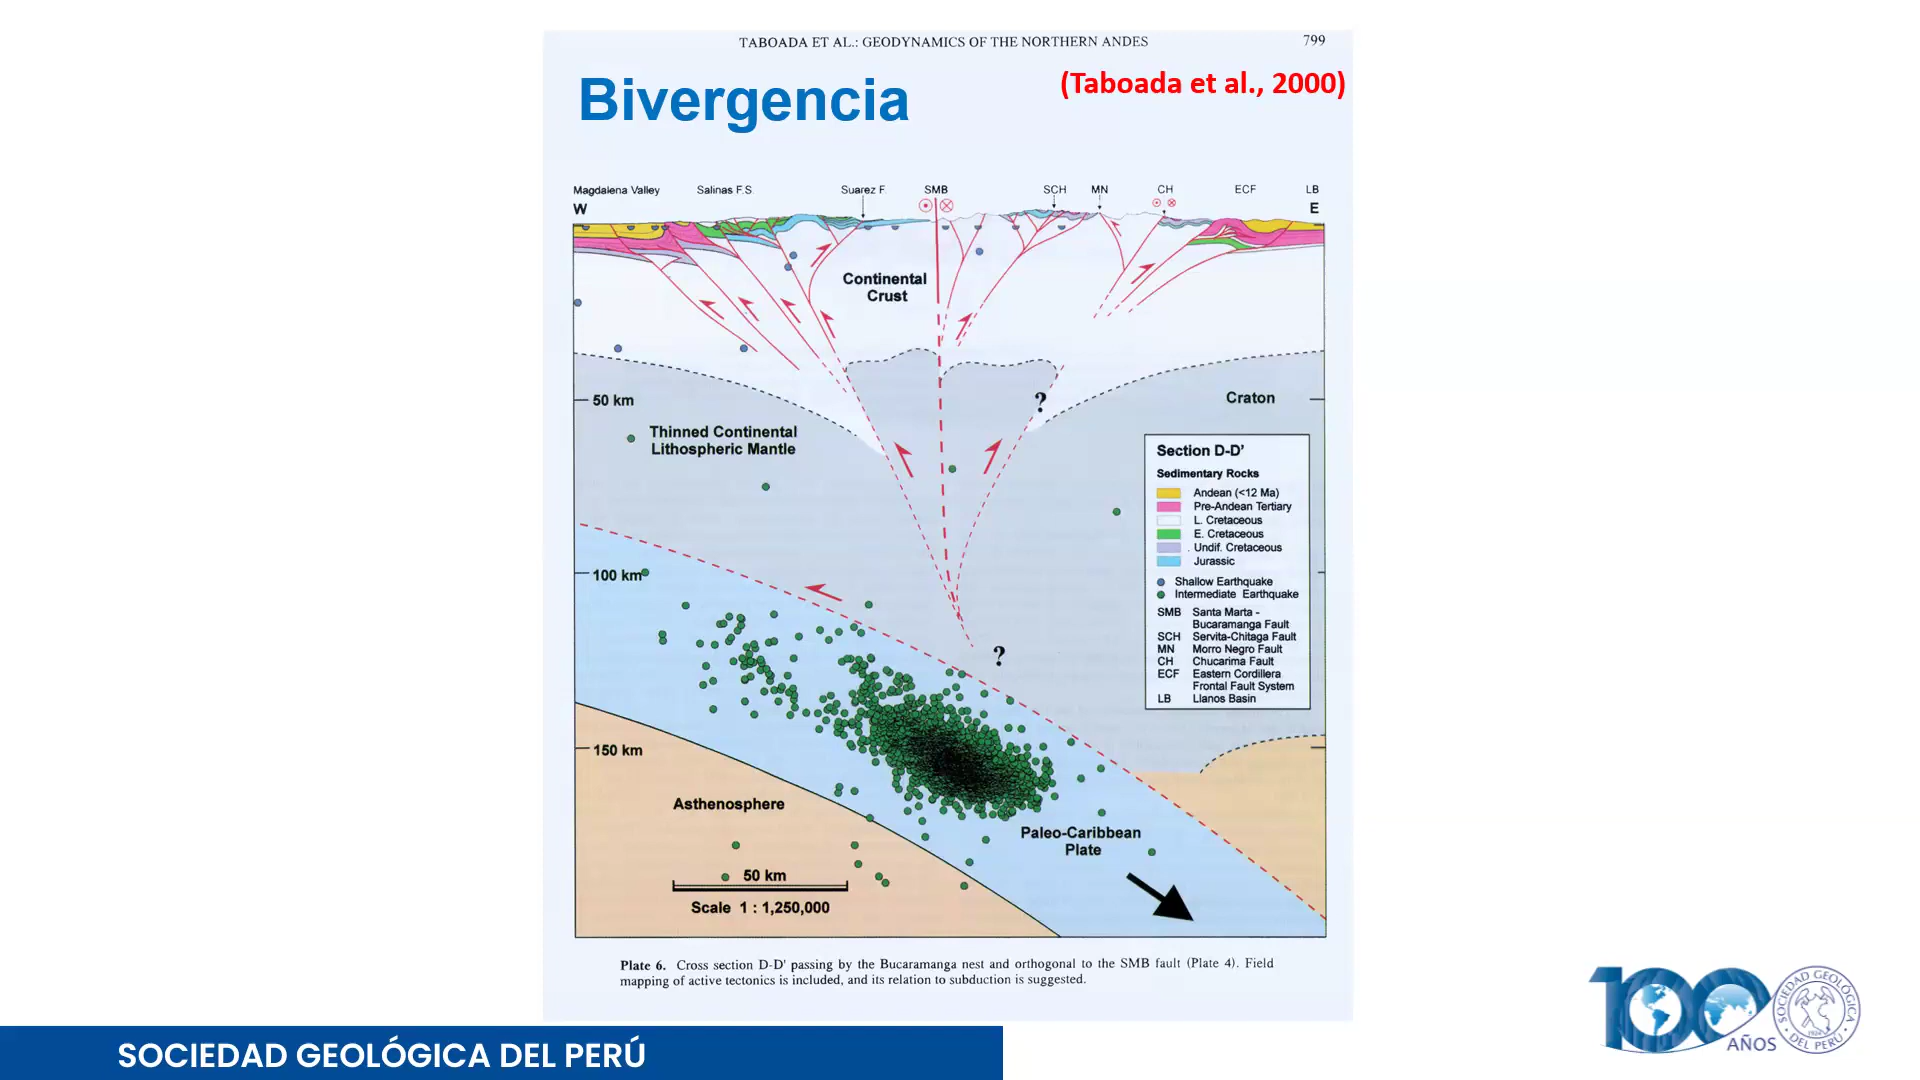 TABOADA ET AL.: GEODYNAMICS OF THE NORTHERN ANDES 799
Bivergencia
(Taboada et al., 2000)
Magdalena Valley Salinas F.S. Suarez F. SMB SCH MN CH ECF LB
W E
Continental
Crust
50 km
Craton
?
Thinned Continental
Lithospheric Mantle
100 km
?
150 km
Asthenosphere
Paleo-Caribbean
Plate
50 km
Scale 1 : 1,250,000
Section D-D'
Sedimentary Rocks
Andean (<12 Ma)
Pre-Andean Tertiary
L. Cretaceous
E. Cretaceous
. Undif. Cretaceous
Jurassic
Shallow Earthquake
Intermediate Earthquake
SMB Santa Marta -
Bucaramanga Fault
SCH Servita-Chitaga Fault
MN Morro Negro Fault
CH Chucarima Fault
ECF Eastern Cordillera
Frontal Fault System
LB Llanos Basin
Plate 6. Cross section D-D' passing by the Bucaramanga nest and orthogonal to the SMB fault (Plate 4). Field
mapping of active tectonics is included, and its relation to subduction is suggested.
SOCIEDAD GEOLÓGICA DEL PERÚ
100
AÑOS
SOCIEDAD GEOLÓGICA
DEL PERÚ
1924